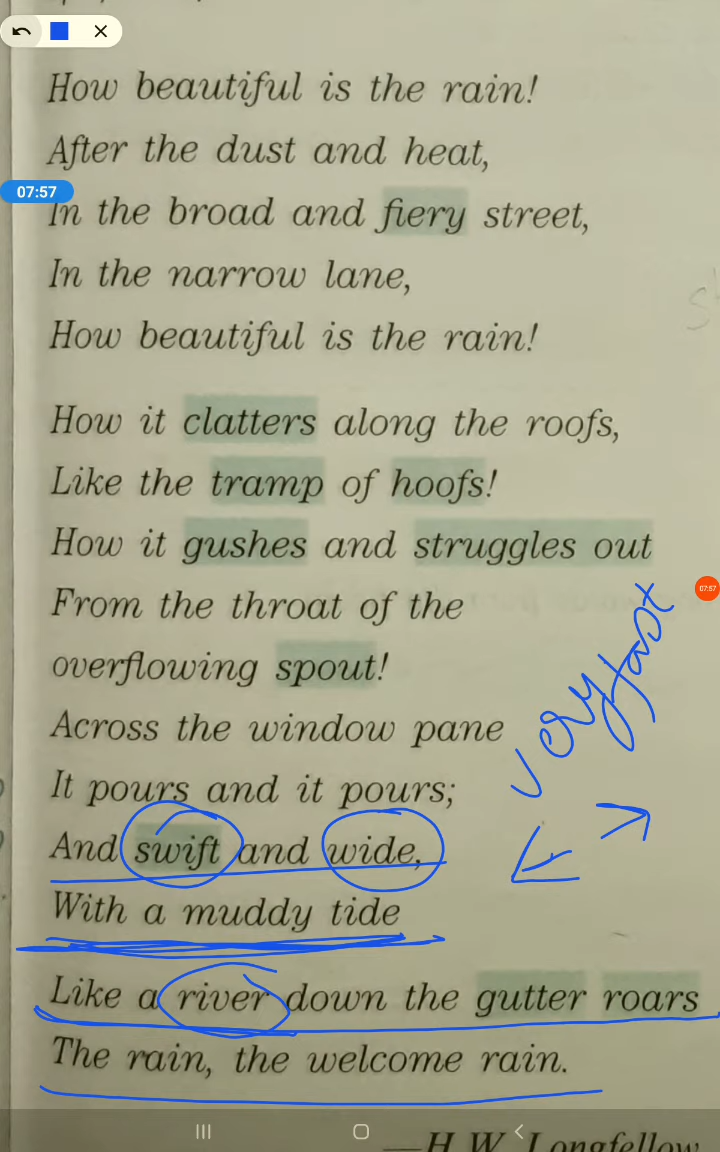 07:57
How beautiful is the rain!
After the dust and heat,
In the broad and fiery street,
In the narrow lane,
How beautiful is the rain!
How it clatters along the roofs,
Like the tramp of hoofs!
How it gushes and struggles out
07:57
From the throat of the
overflowing spout!
very fast
Across the window pane
It pours and it pours;
And swift and wide,
With a muddy tide
Like a river down the gutter roars
The rain, the welcome rain.
—H.W. Longfellow